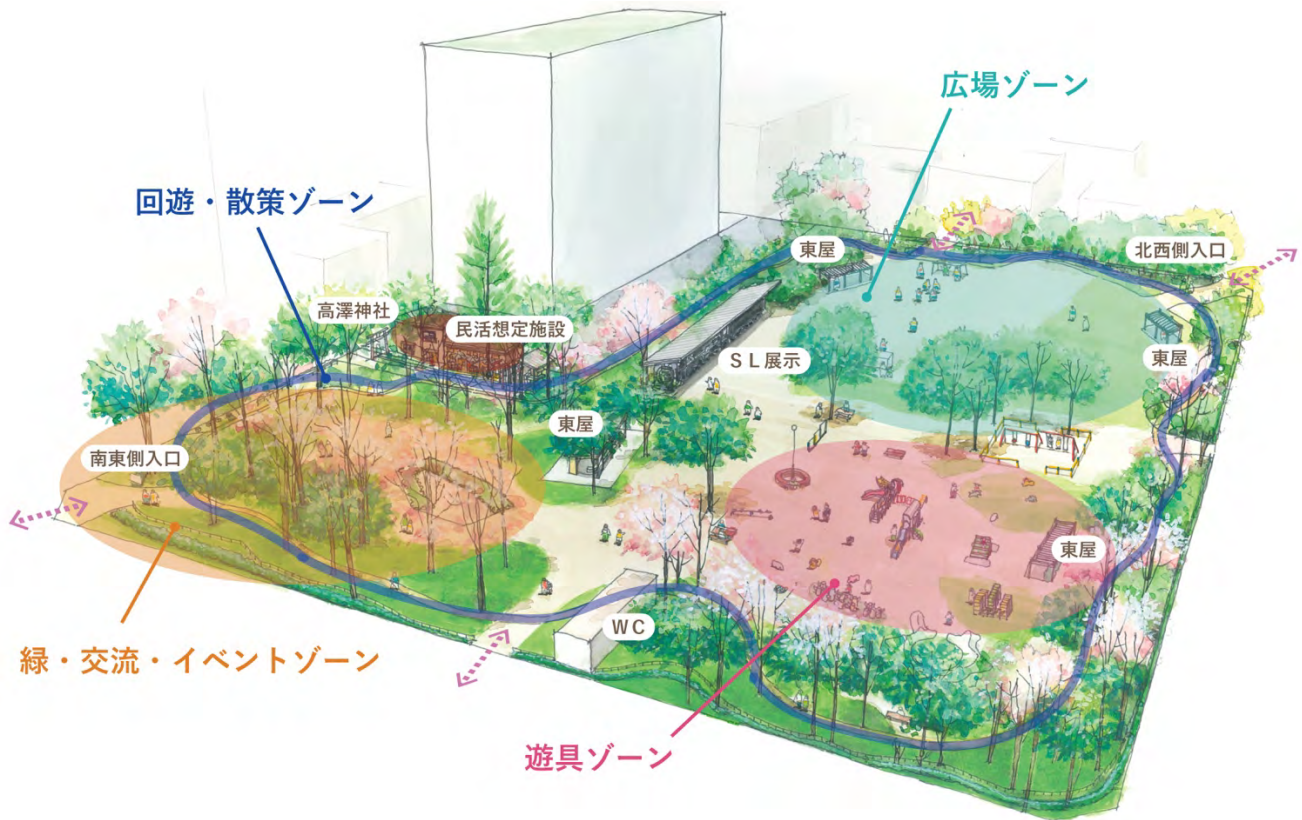 広場ゾーン
回遊・散策ゾーン
東屋
北西側入口
高澤神社
民活想定施設
SL展示
東屋
東屋
南東側入口
東屋
WC
緑・交流・イベントゾーン
遊具ゾーン